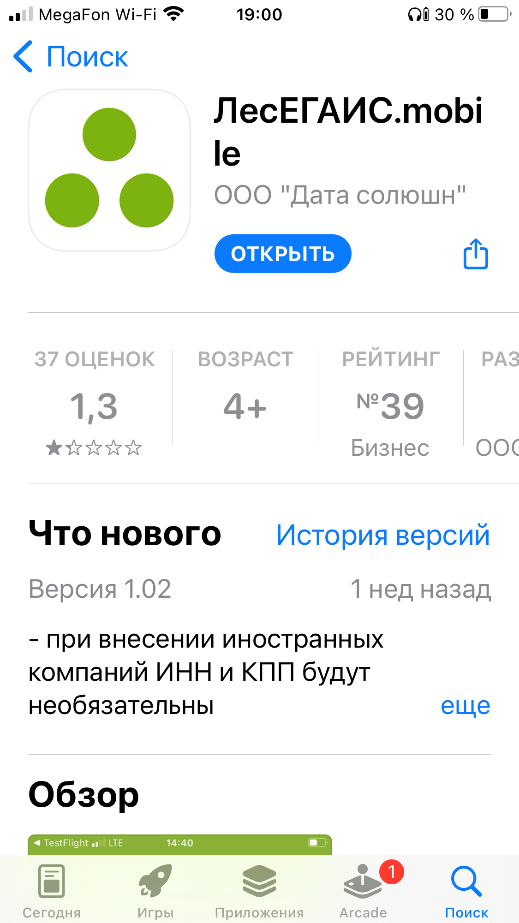 MegaFon Wi-Fi 19:00 30 %
Поиск
ЛесЕГАИС.mobi
le
ООО "Дата солюшн"
ОТКРЫТЬ
37 ОЦЕНОК ВОЗРАСТ РЕЙТИНГ РАЗ
1,3 4+ №39
Бизнес ООО
Что нового История версий
Версия 1.02 1 нед назад
- при внесении иностранных
компаний ИНН и КПП будут
необязательны еще
Обзор
TestFlight LTE 14:40
1
Сегодня Игры Приложения Arcade Поиск